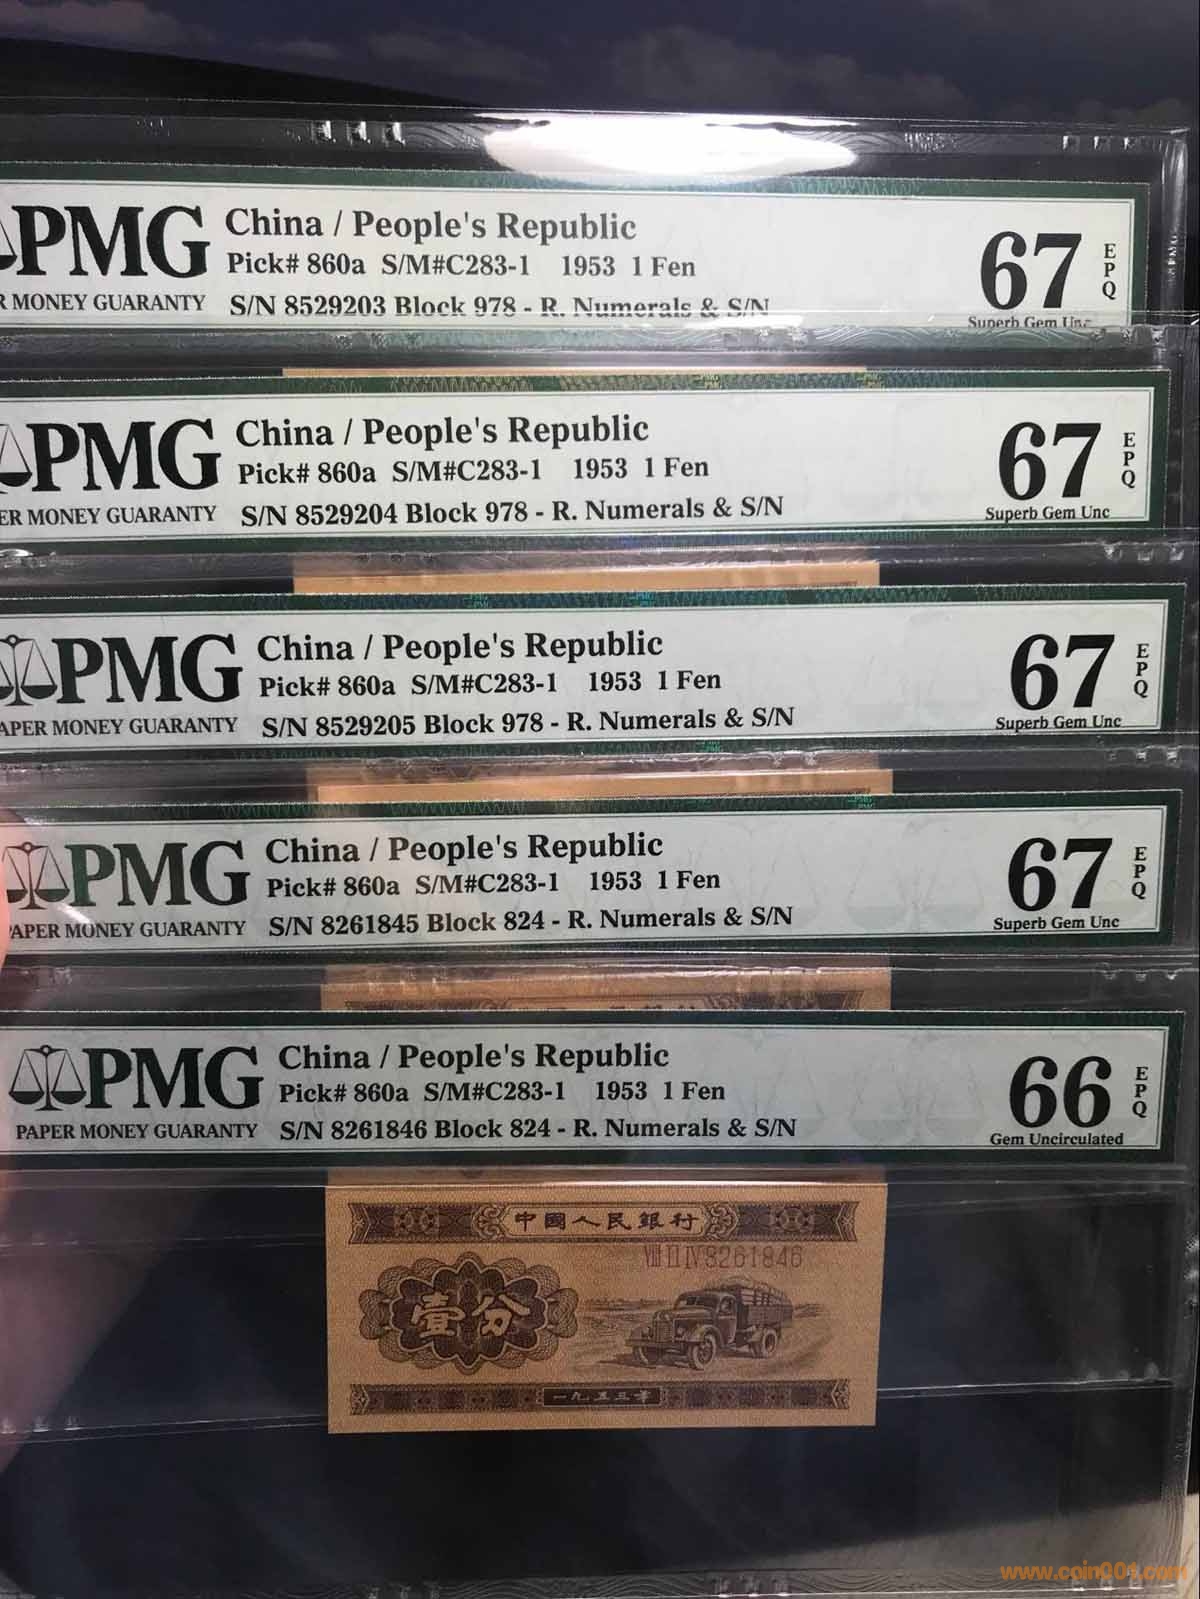 PMG
China / People's Republic
Pick# 860a S/M#C283-1 1953 1 Fen
R MONEY GUARANTY
S/N 8529203 Block 978 - R. Numerals & S/N
67
EPQ
Superb Gem Unc
PMG
China / People's Republic
Pick# 860a S/M#C283-1 1953 1 Fen
ER MONEY GUARANTY
S/N 8529204 Block 978 - R. Numerals & S/N
67
EPQ
Superb Gem Unc
PMG
China / People's Republic
Pick# 860a S/M#C283-1 1953 1 Fen
APER MONEY GUARANTY
S/N 8529205 Block 978 - R. Numerals & S/N
67
EPQ
Superb Gem Unc
PMG
China / People's Republic
Pick# 860a S/M#C283-1 1953 1 Fen
APER MONEY GUARANTY
S/N 8261845 Block 824 - R. Numerals & S/N
67
EPQ
Superb Gem Unc
PMG
China / People's Republic
Pick# 860a S/M#C283-1 1953 1 Fen
PAPER MONEY GUARANTY
S/N 8261846 Block 824 - R. Numerals & S/N
66
EPQ
Gem Uncirculated
中國人民銀行
VIII II IV 8261846
壹分
一九五三年
www.coin001.com